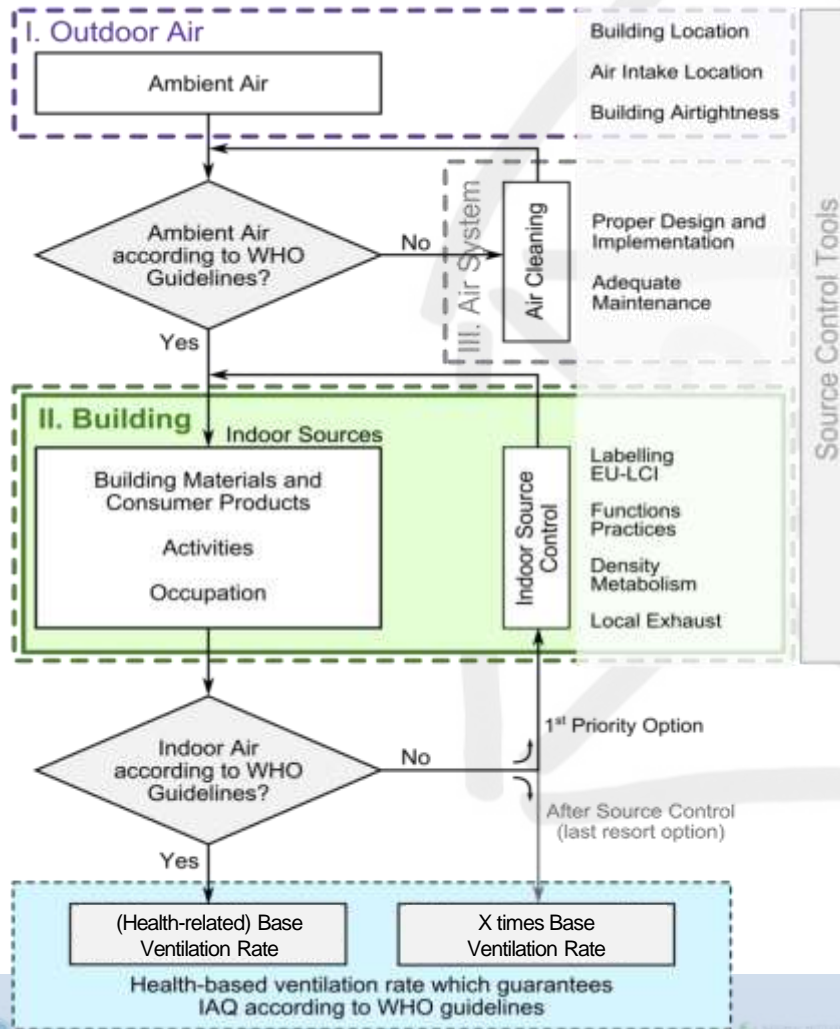 I. Outdoor Air
Ambient Air
Building Location
Air Intake Location
Building Airtightness
Ambient Air
according to WHO
Guidelines?
No
Yes
III. Air System
Air Cleaning
Proper Design and
Implementation
Adequate
Maintenance
Source Control Tools
II. Building
Indoor Sources
Building Materials and
Consumer Products
Activities
Occupation
Indoor Source
Control
Labelling
EU-LCI
Functions
Practices
Density
Metabolism
Local Exhaust
Indoor Air
according to WHO
Guidelines?
No
Yes
1st Priority Option
After Source Control
(last resort option)
(Health-related) Base
Ventilation Rate
X times Base
Ventilation Rate
Health-based ventilation rate which guarantees
IAQ according to WHO guidelines